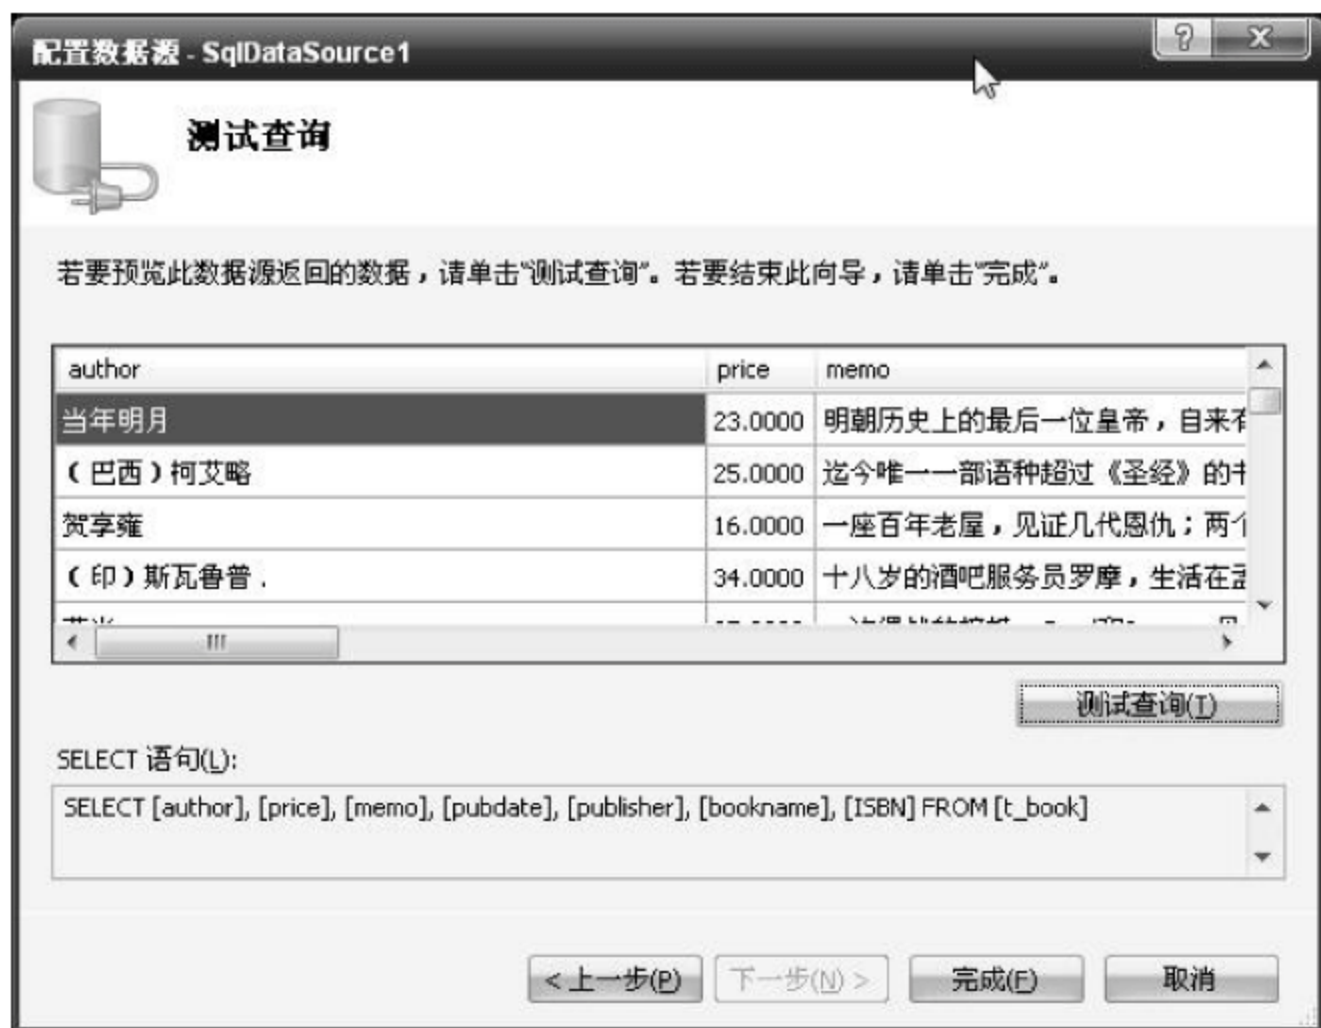 配置数据源 - SqlDataSource1
测试查询
若要预览此数据源返回的数据，请单击“测试查询”。若要结束此向导，请单击“完成”。
author price memo
当年明月 23.0000 明朝历史上的最后一位皇帝，自来有
（巴西）柯艾略 25.0000 迄今唯一一部语种超过《圣经》的书
贺享雍 16.0000 一座百年老屋，见证几代恩仇；两个
（印）斯瓦鲁普． 34.0000 十八岁的酒吧服务员罗摩，生活在孟
测试查询(T)
SELECT 语句(L):
SELECT [author], [price], [memo], [pubdate], [publisher], [bookname], [ISBN] FROM [t_book]
< 上一步(P) 下一步(N) > 完成(F) 取消